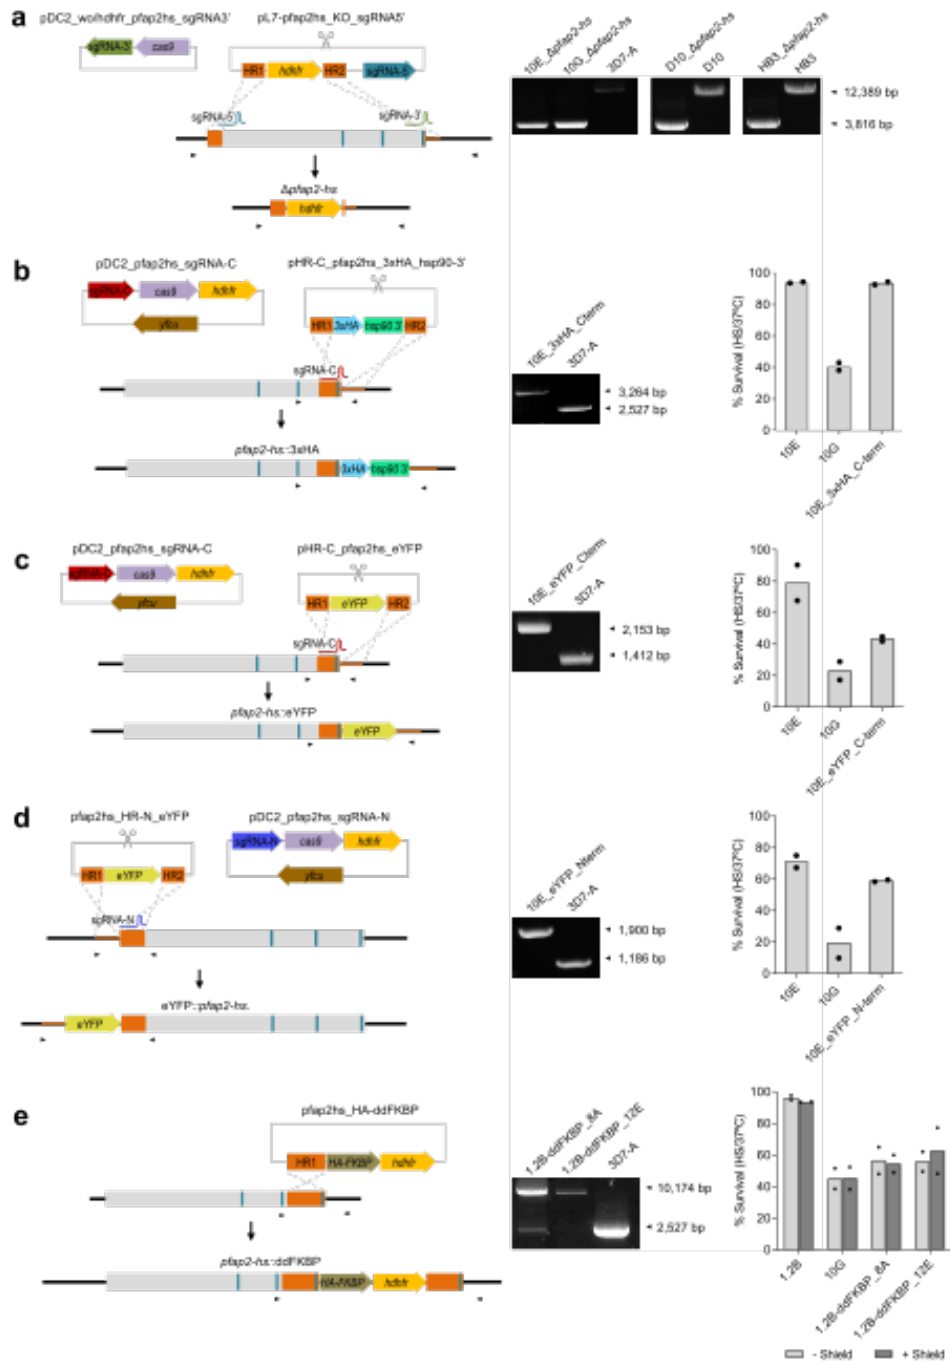 a
pDC2_wo/hdhfr_pfap2hs_sgRNA3'
pL7-pfap2hs_KO_sgRNA5'
sgRNA-3'
cas9
HR1
hdhfr
HR2
sgRNA-5'
sgRNA-5'
sgRNA-3'
Δpfap2-hs
hdhfr
10E_Δpfap2-hs
10G_Δpfap2-hs
3D7-A
D10_Δpfap2-hs
D10
HB3_Δpfap2-hs
HB3
12,389 bp
3,816 bp
b
pDC2_pfap2hs_sgRNA-C
pHR-C_pfap2hs_3xHA_hsp90-3'
cas9
hdhfr
yfcu
HR1
3xHA
hsp90 3'
HR2
sgRNA-C
pfap2-hs::3xHA
3xHA
hsp90 3'
10E_3xHA_Cterm
3D7-A
3,264 bp
2,527 bp
% Survival (HS/37ºC)
100
80
60
40
20
0
10E
10G
10E_3xHA_C-term
c
pDC2_pfap2hs_sgRNA-C
pHR-C_pfap2hs_eYFP
sgRNA-C
cas9
hdhfr
yfcu
HR1
eYFP
HR2
sgRNA-C
pfap2-hs::eYFP
eYFP
10E_eYFP_Cterm
3D7-A
2,153 bp
1,412 bp
% Survival (HS/37ºC)
100
80
60
40
20
0
10E
10G
10E_eYFP_C-term
d
pfap2hs_HR-N_eYFP
pDC2_pfap2hs_sgRNA-N
HR1
eYFP
HR2
sgRNA-N
cas9
hdhfr
yfcu
sgRNA-N
eYFP::pfap2-hs.
eYFP
10E_eYFP_Nterm
3D7-A
1,900 bp
1,186 bp
% Survival (HS/37ºC)
100
80
60
40
20
0
10E
10G
10E_eYFP_N-term
e
pfap2hs_HA-ddFKBP
HR1
HA-FKBP
hdhfr
pfap2-hs::ddFKBP
HA-FKBP
hdhfr
1.2B-ddFKBP_8A
1.2B-ddFKBP_12E
3D7-A
10,174 bp
2,527 bp
% Survival (HS/37ºC)
100
80
60
40
20
0
1.2B
10G
1.2B-ddFKBP_8A
1.2B-ddFKBP_12E
- Shield
+ Shield